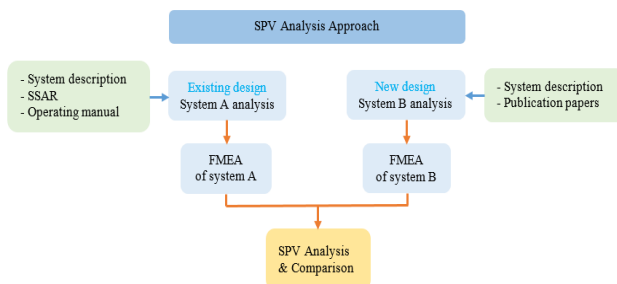 SPV Analysis Approach
- System description
- SSAR
- Operating manual
Existing design
System A analysis
New design
System B analysis
- System description
- Publication papers
FMEA
of system A
FMEA
of system B
SPV Analysis
& Comparison